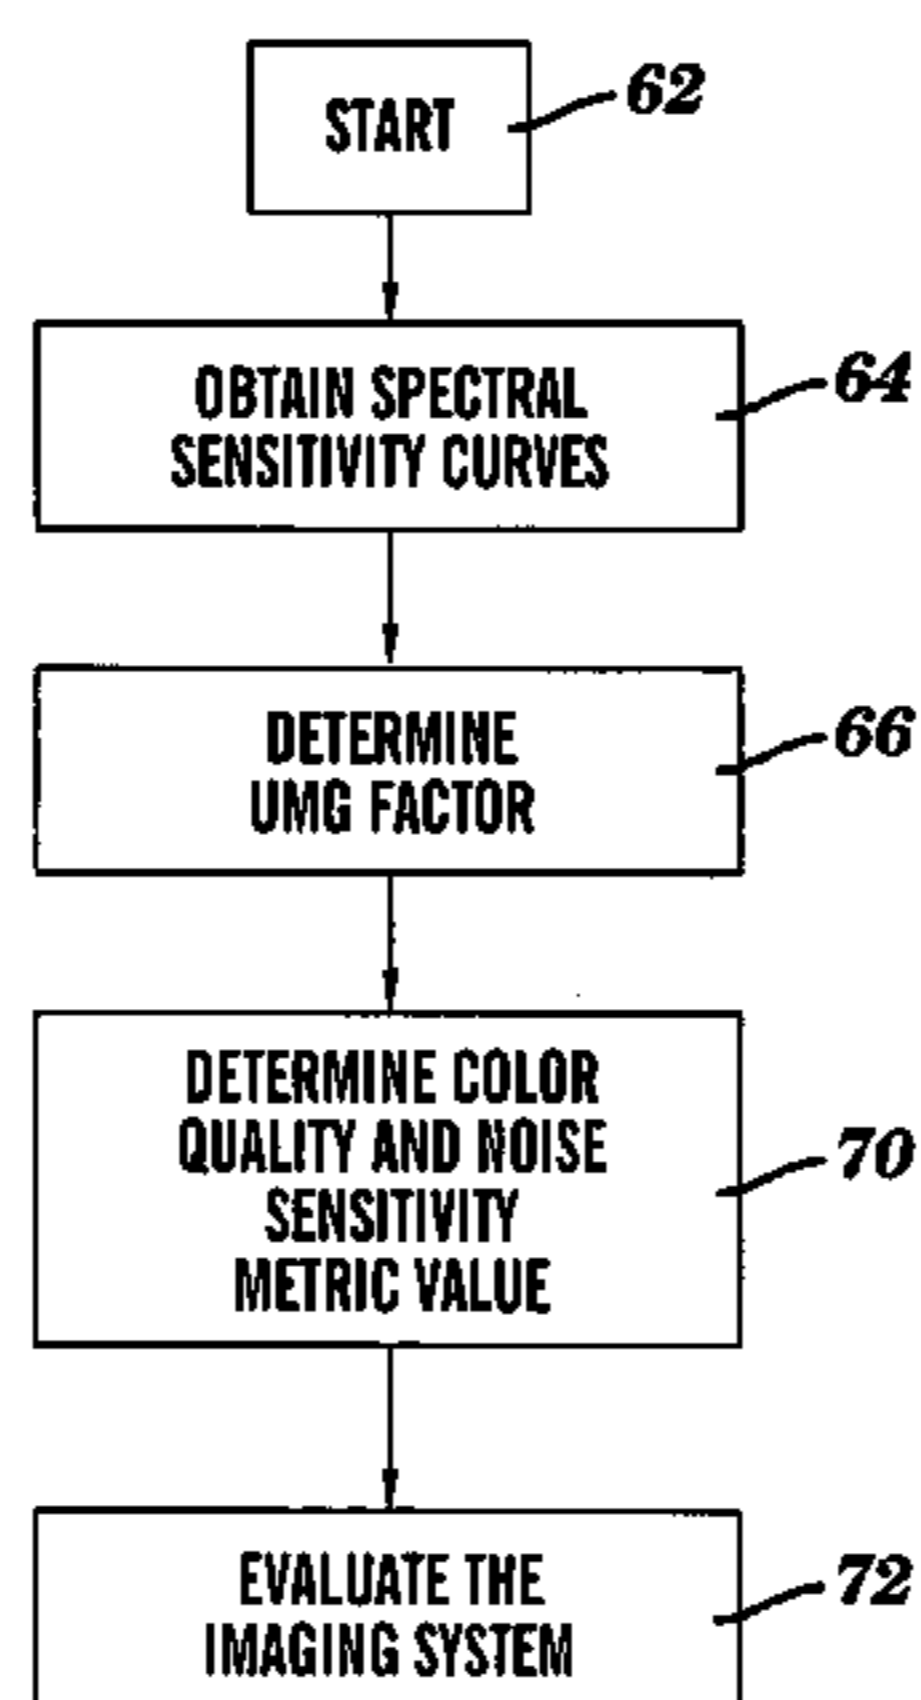 START
62
OBTAIN SPECTRAL
SENSITIVITY CURVES
64
DETERMINE
UMG FACTOR
66
DETERMINE COLOR
QUALITY AND NOISE
SENSITIVITY
METRIC VALUE
70
EVALUATE THE
IMAGING SYSTEM
72